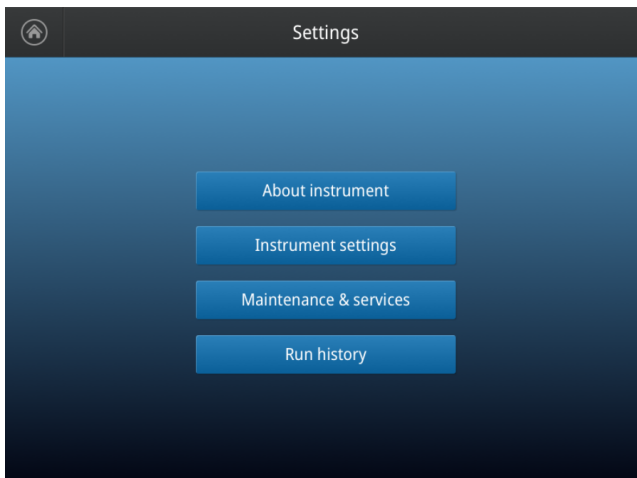 Settings
About instrument
Instrument settings
Maintenance & services
Run history